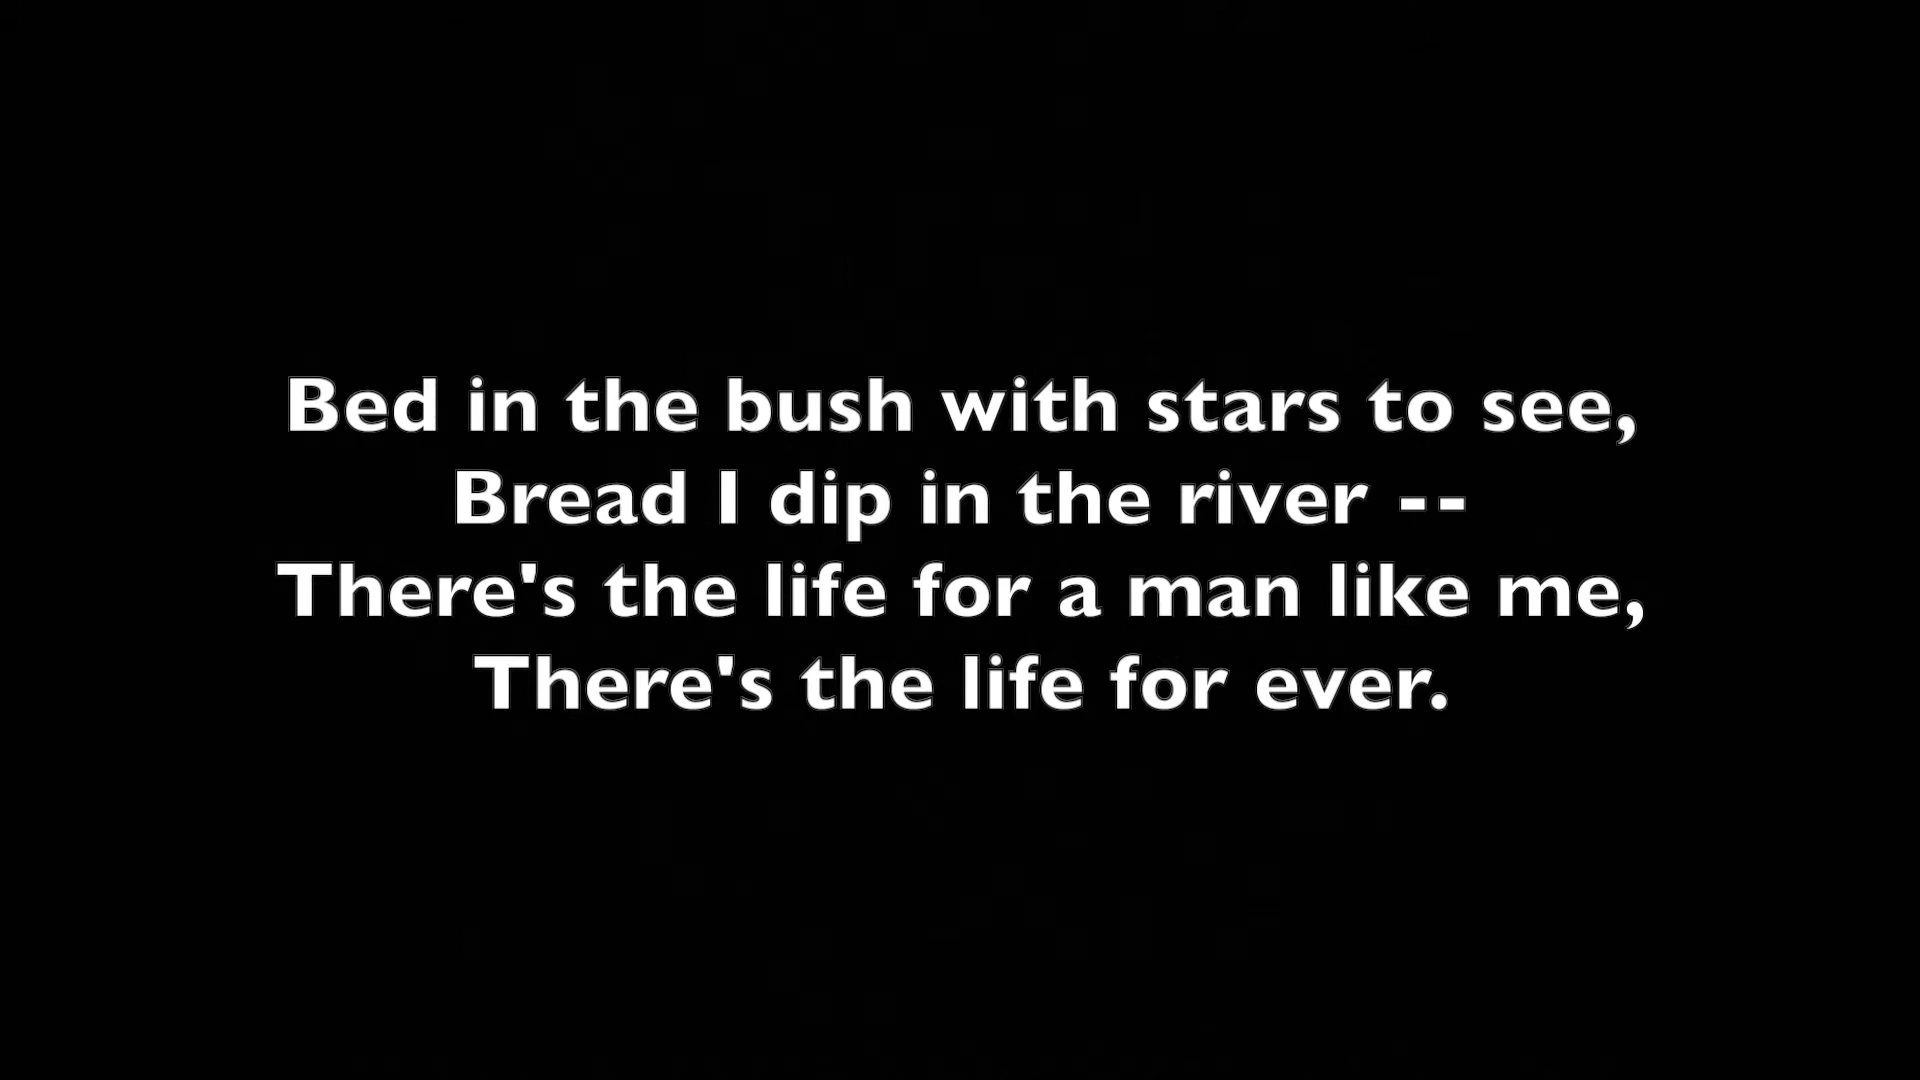 Bed in the bush with stars to see,
Bread I dip in the river --
There's the life for a man like me,
There's the life for ever.